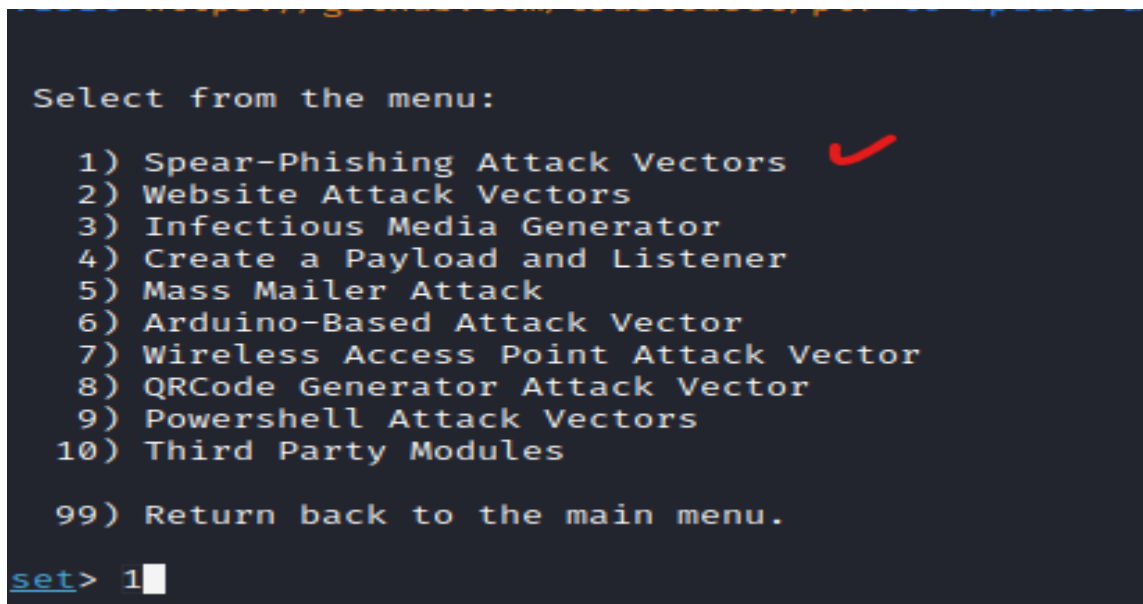 Select from the menu:
1) Spear-Phishing Attack Vectors
2) Website Attack Vectors
3) Infectious Media Generator
4) Create a Payload and Listener
5) Mass Mailer Attack
6) Arduino-Based Attack Vector
7) Wireless Access Point Attack Vector
8) QRCode Generator Attack Vector
9) Powershell Attack Vectors
10) Third Party Modules
99) Return back to the main menu.
set> 1